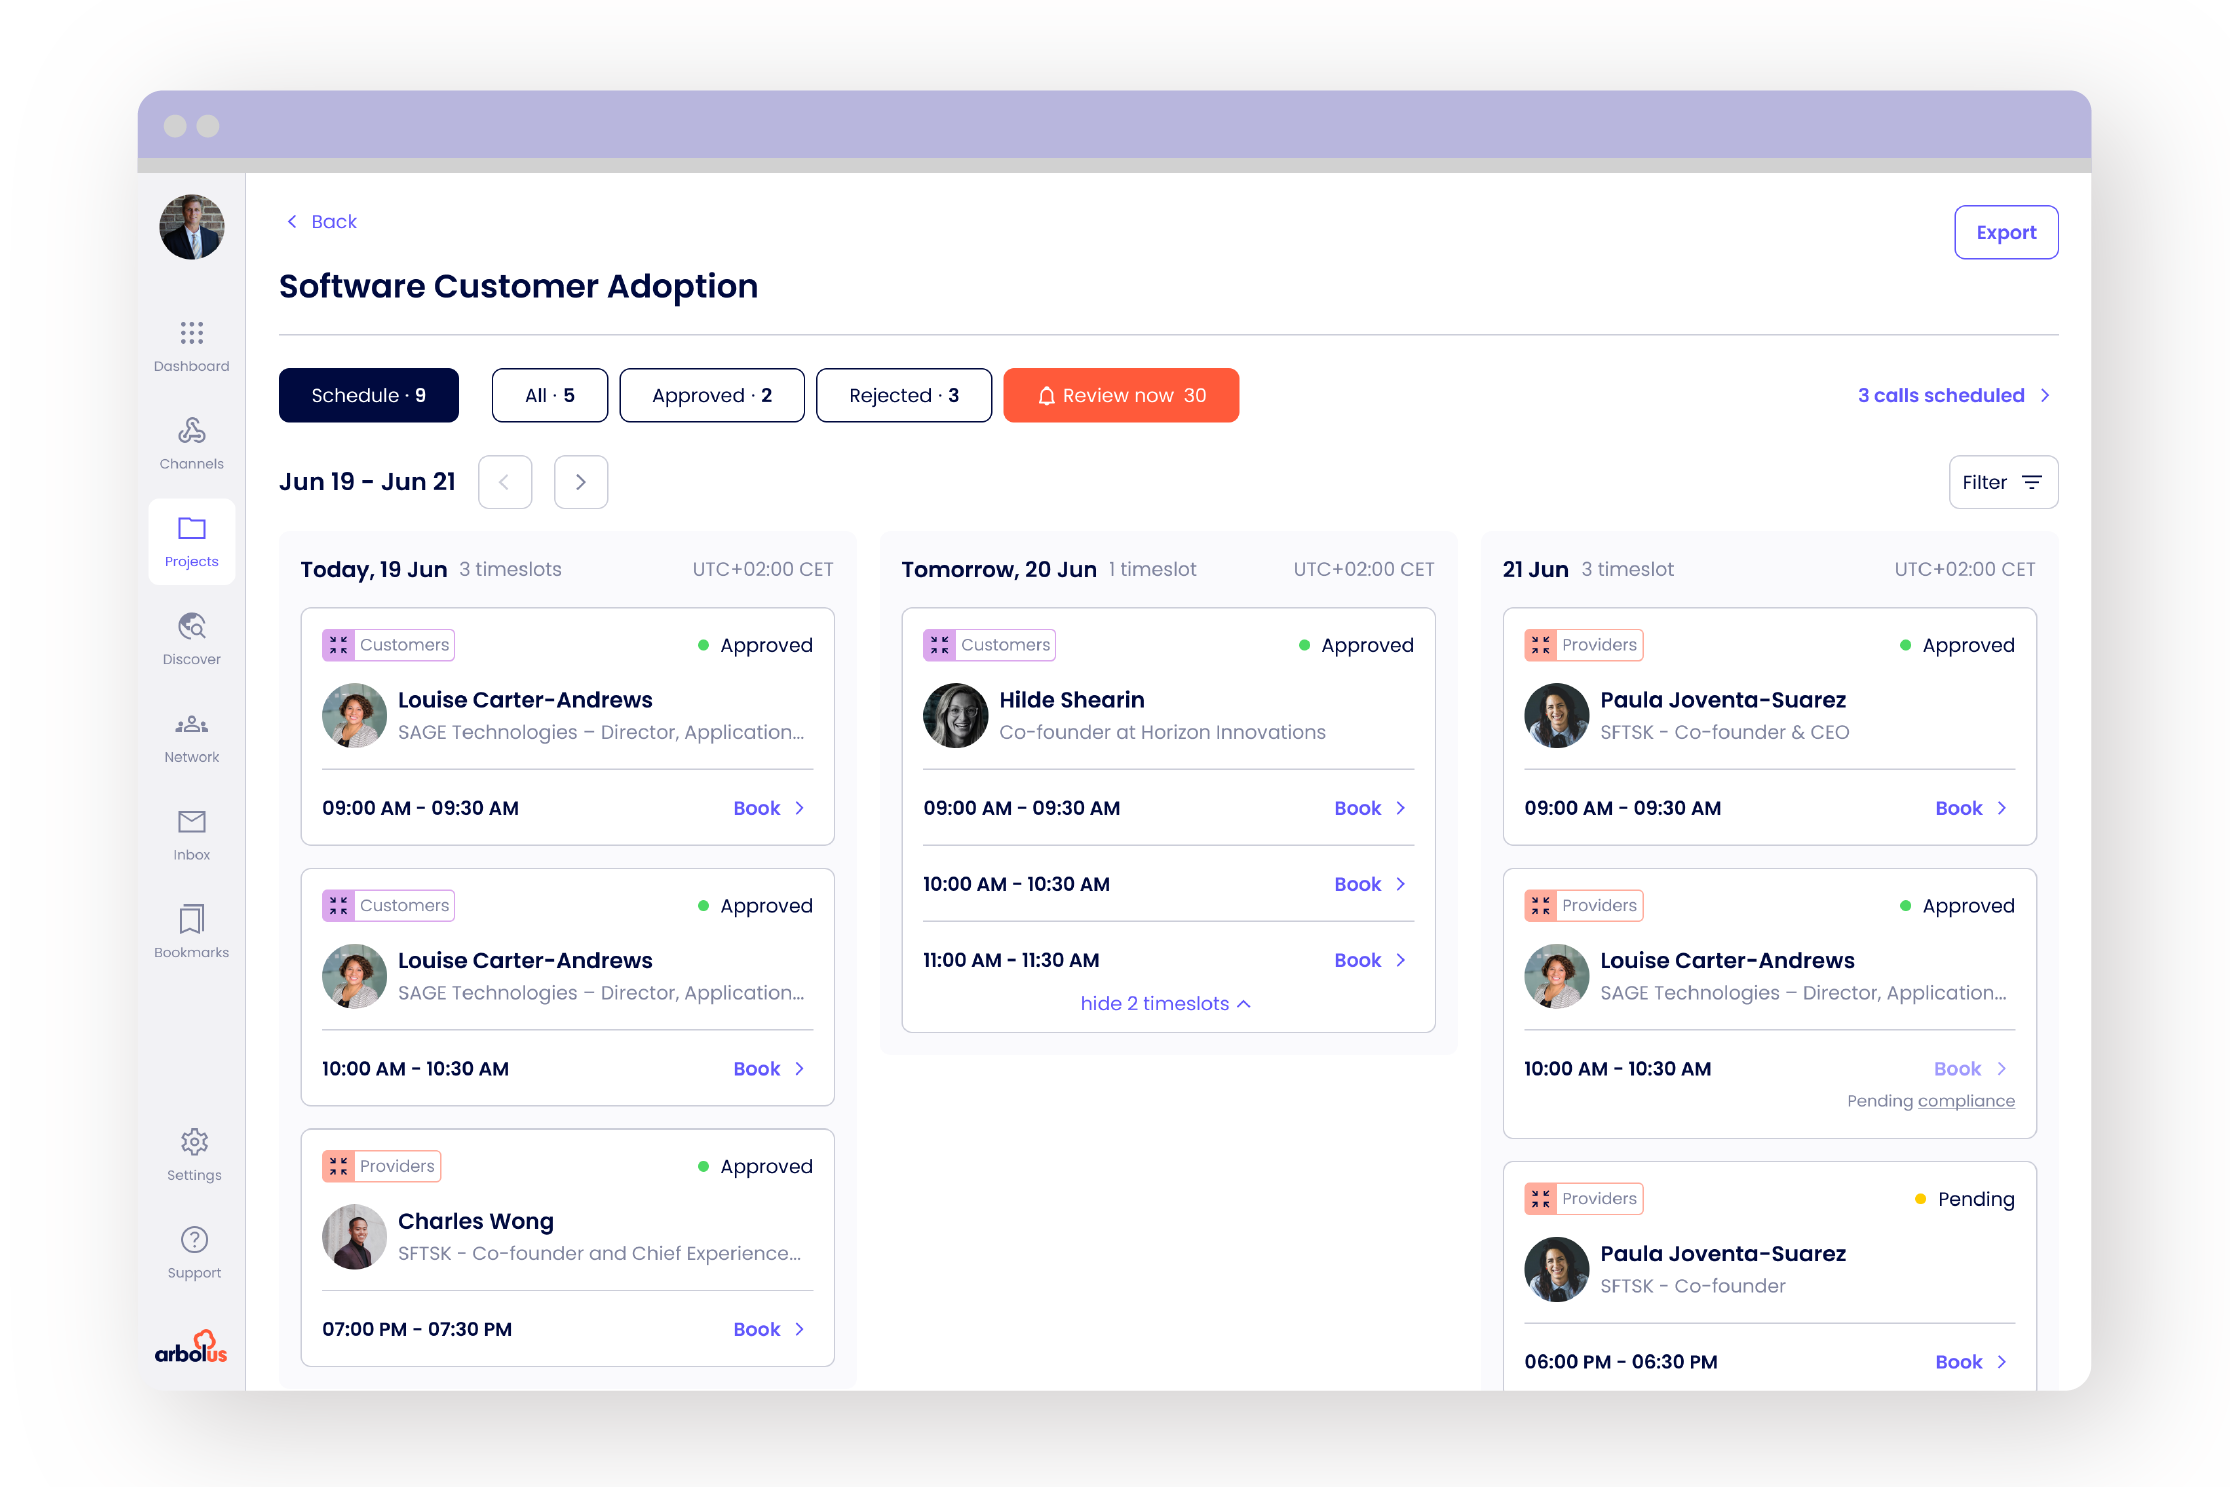 Back
Export
Software Customer Adoption
Schedule · 9
All · 5
Approved · 2
Rejected · 3
Review now 30
3 calls scheduled
Jun 19 - Jun 21
Filter
Dashboard
Channels
Projects
Discover
Network
Inbox
Bookmarks
Settings
Support
arbolus
Today, 19 Jun 3 timeslots UTC+02:00 CET
Customers Approved
Louise Carter-Andrews
SAGE Technologies – Director, Application...
09:00 AM - 09:30 AM Book
Customers Approved
Louise Carter-Andrews
SAGE Technologies – Director, Application...
10:00 AM - 10:30 AM Book
Providers Approved
Charles Wong
SFTSK - Co-founder and Chief Experience...
07:00 PM - 07:30 PM Book
Tomorrow, 20 Jun 1 timeslot UTC+02:00 CET
Customers Approved
Hilde Shearin
Co-founder at Horizon Innovations
09:00 AM - 09:30 AM Book
10:00 AM - 10:30 AM Book
11:00 AM - 11:30 AM Book
hide 2 timeslots
21 Jun 3 timeslot UTC+02:00 CET
Providers Approved
Paula Joventa-Suarez
SFTSK - Co-founder & CEO
09:00 AM - 09:30 AM Book
Providers Approved
Louise Carter-Andrews
SAGE Technologies – Director, Application...
10:00 AM - 10:30 AM Book
Pending compliance
Providers Pending
Paula Joventa-Suarez
SFTSK - Co-founder
06:00 PM - 06:30 PM Book